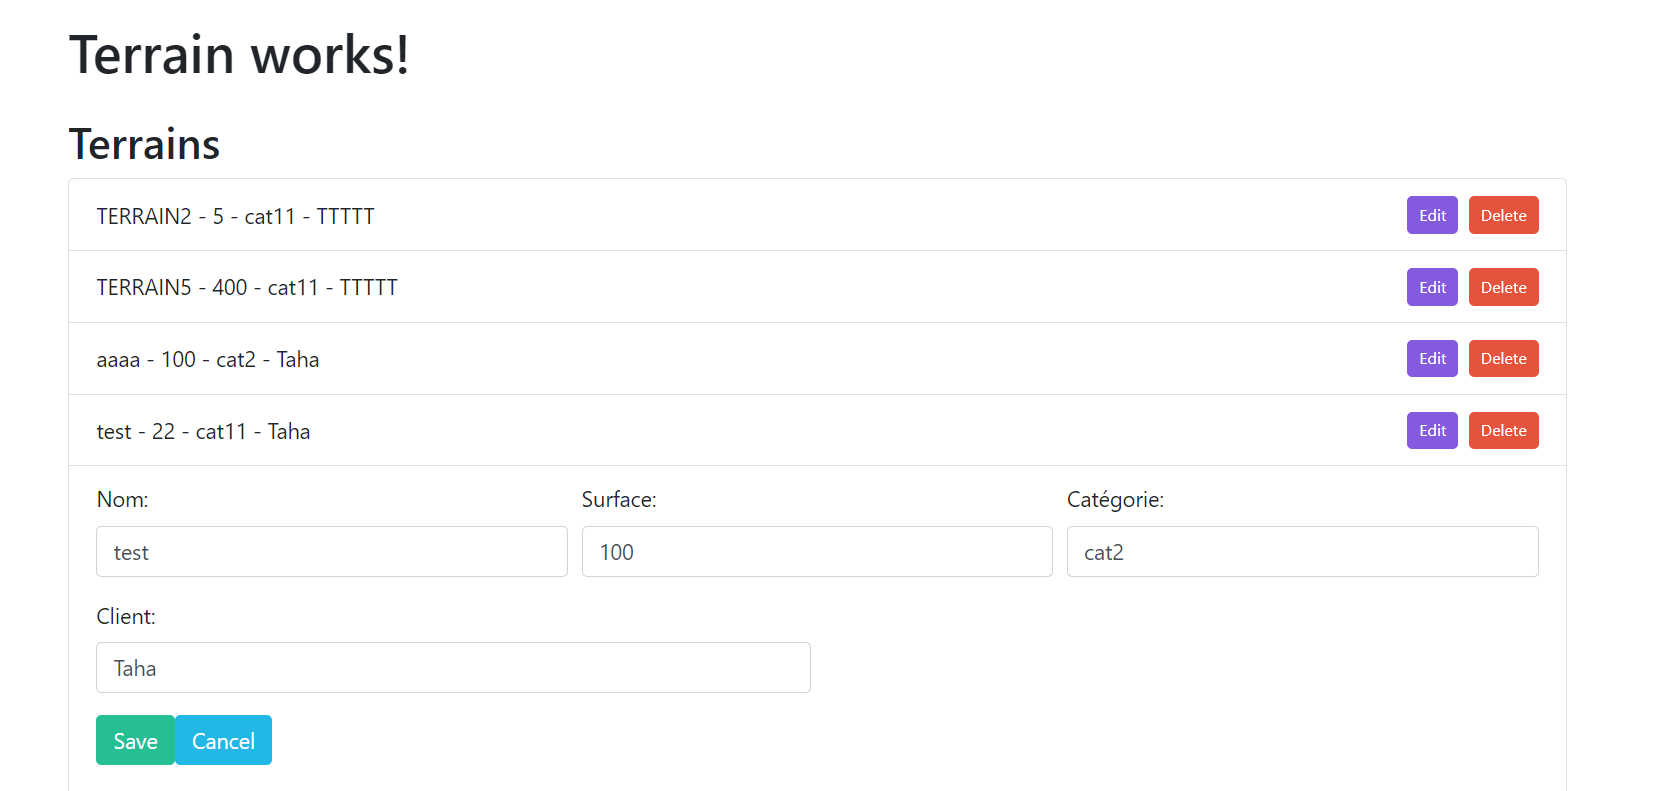 Terrain works!
Terrains
TERRAIN2 - 5 - cat11 - TTTTT Edit Delete
TERRAIN5 - 400 - cat11 - TTTTT Edit Delete
aaaa - 100 - cat2 - Taha Edit Delete
test - 22 - cat11 - Taha Edit Delete
Nom: Surface: Catégorie:
test 100 cat2
Client:
Taha
Save Cancel